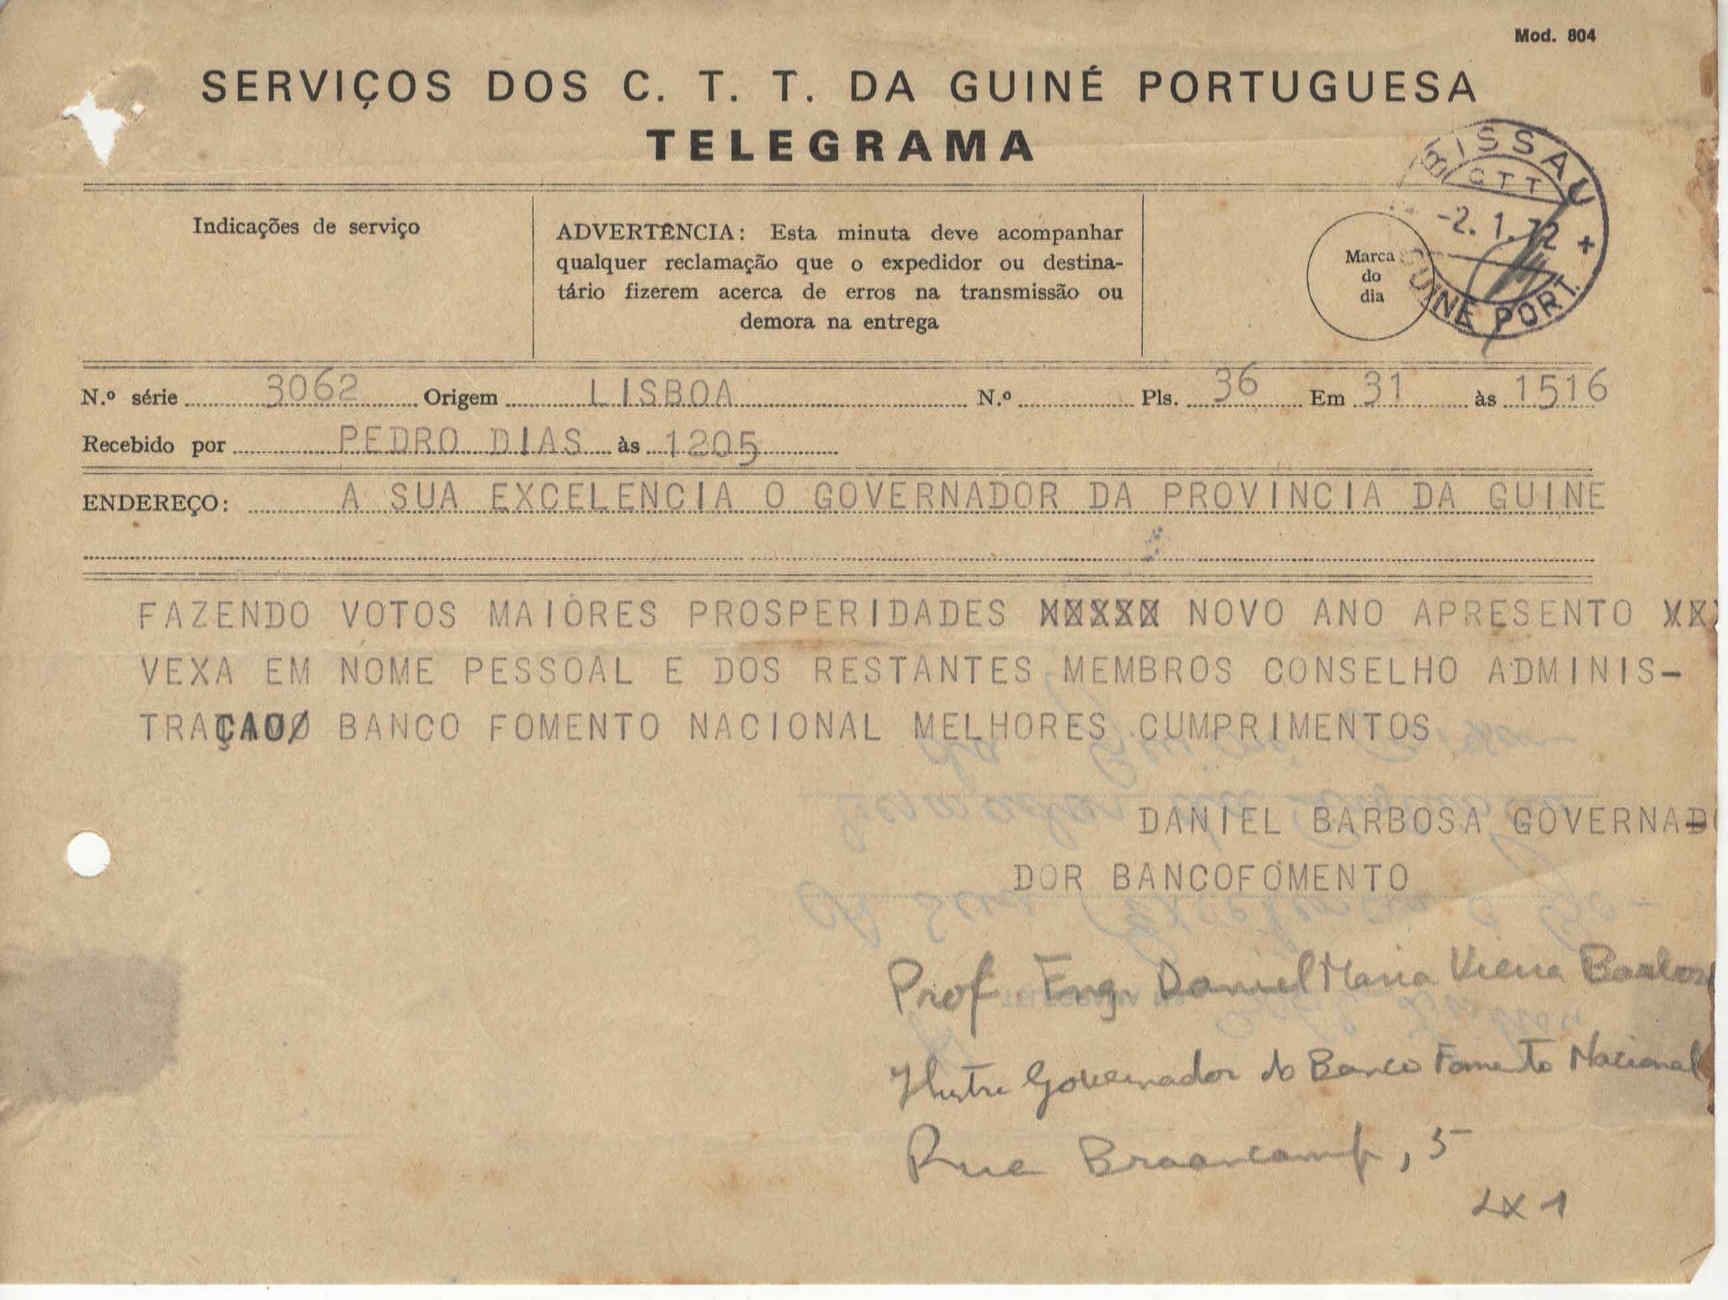 Mod. 804
SERVIÇOS DOS C. T. T. DA GUINÉ PORTUGUESA
TELEGRAMA
Indicações de serviço
ADVERTÊNCIA: Esta minuta deve acompanhar
qualquer reclamação que o expedidor ou destina-
tário fizerem acerca de erros na transmissão ou
demora na entrega
Marca
do
dia
BISSAU
CTT
-2. 1. 72
GUINÉ PORT.
N.º série 3062 Origem LISBOA N.º Pls. 36 Em 31 às 1516
Recebido por PEDRO DIAS às 1205
ENDEREÇO: A SUA EXCELENCIA O GOVERNADOR DA PROVINCIA DA GUINE
FAZENDO VOTOS MAIORES PROSPERIDADES XXXXX NOVO ANO APRESENTO XX
VEXA EM NOME PESSOAL E DOS RESTANTES MEMBROS CONSELHO ADMINIS-
TRAÇAO BANCO FOMENTO NACIONAL MELHORES CUMPRIMENTOS
DANIEL BARBOSA GOVERNA-
DOR BANCOFOMENTO
Prof Eng Daniel Maria Vieira Barbosa
Ilustre Governador do Banco Fomento Nacional
Rua Braancamp, 5
LX 1